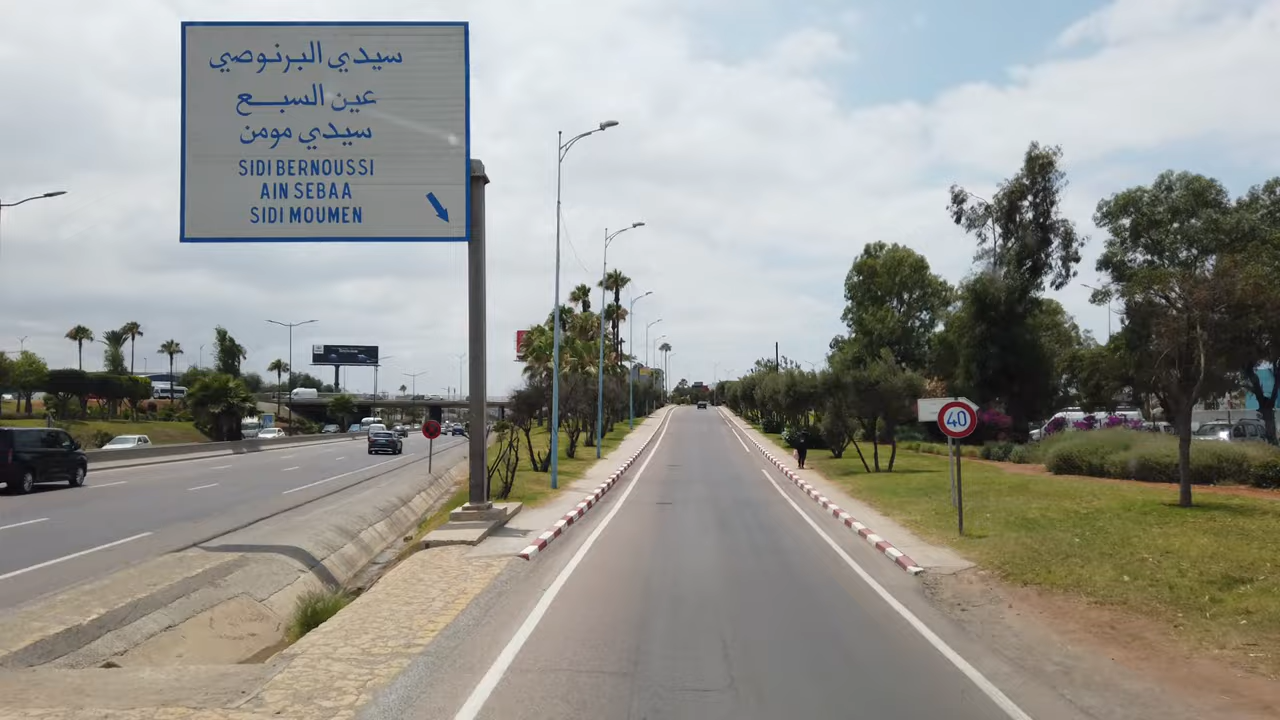 سيدي البرنوصي
عين السبع
سيدي مومن
SIDI BERNOUSSI
AIN SEBAA
SIDI MOUMEN
40